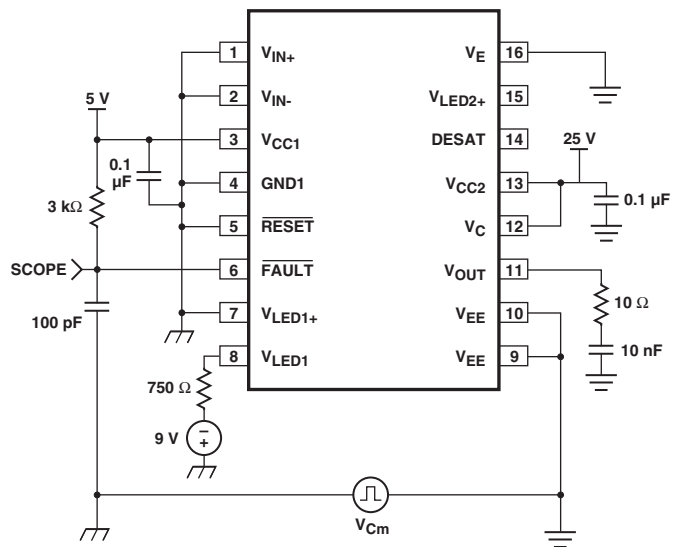 1 V_IN+
2 V_IN-
3 V_CC1
4 GND1
5 R̅E̅S̅E̅T̅
6 F̅A̅U̅L̅T̅
7 V_LED1+
8 V_LED1
V_E 16
V_LED2+ 15
DESAT 14
V_CC2 13
V_C 12
V_OUT 11
V_EE 10
V_EE 9
5 V
0.1
µF
3 kΩ
SCOPE
100 pF
750 Ω
9 V
−
+
25 V
0.1 µF
10 Ω
10 nF
V_Cm